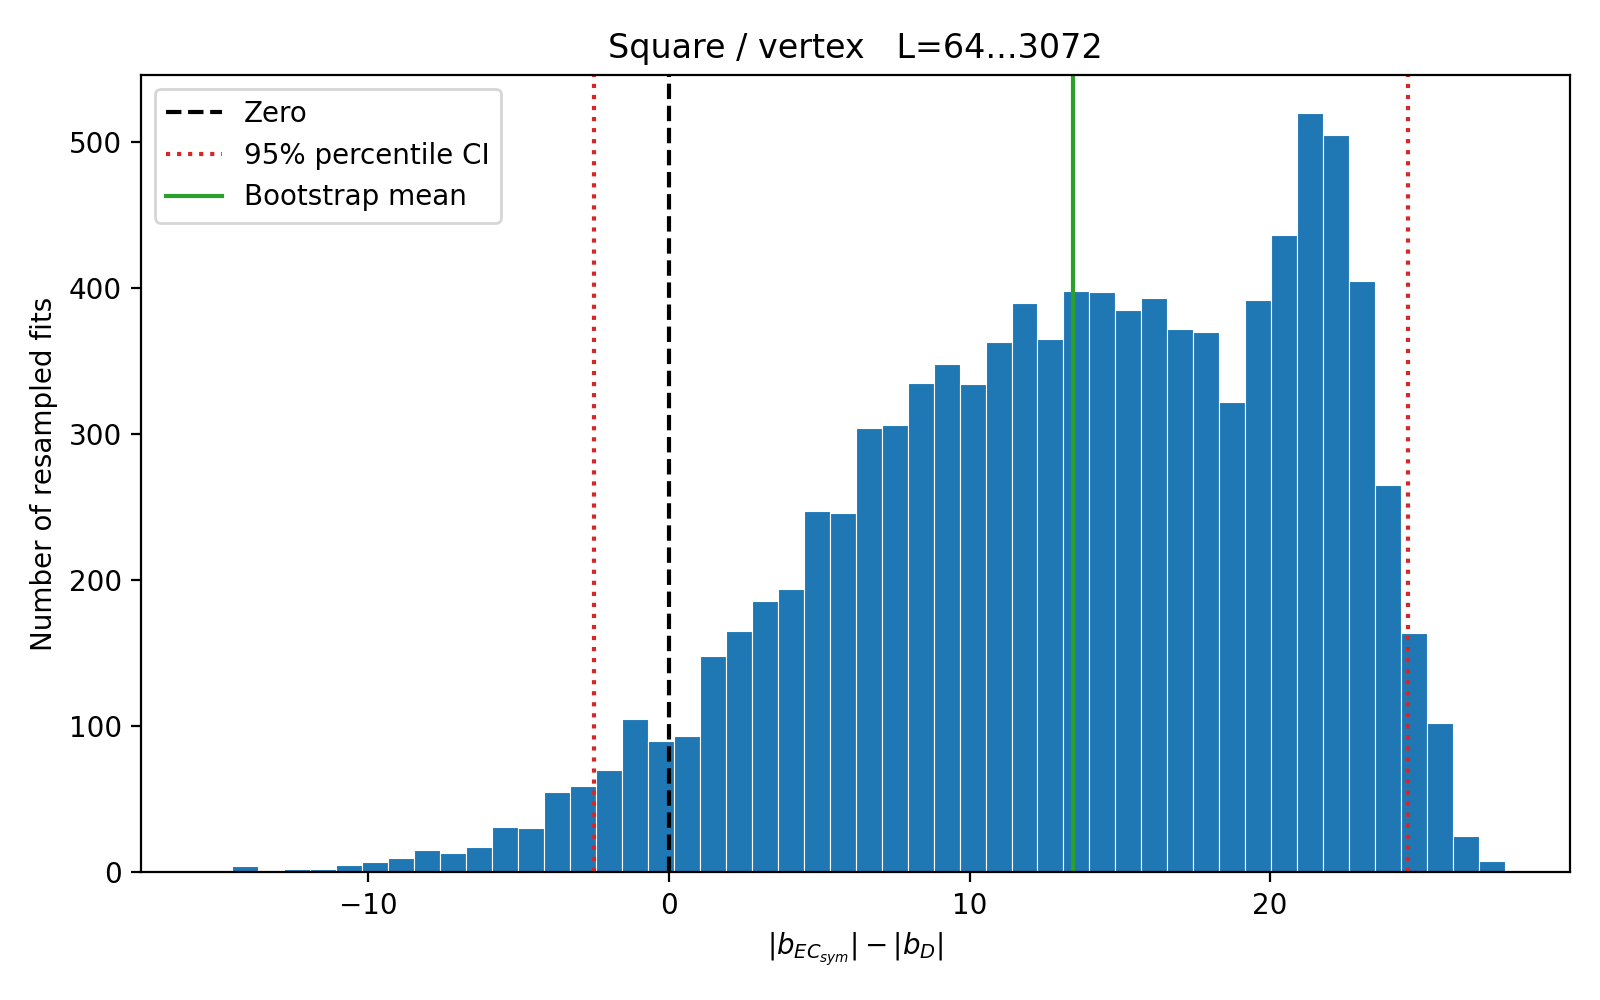 Square / vertex L=64...3072
Zero
95% percentile CI
Bootstrap mean
Number of resampled fits
500
400
300
200
100
0
−10 0 10 20
|b_{EC_{sym}}| − |b_D|